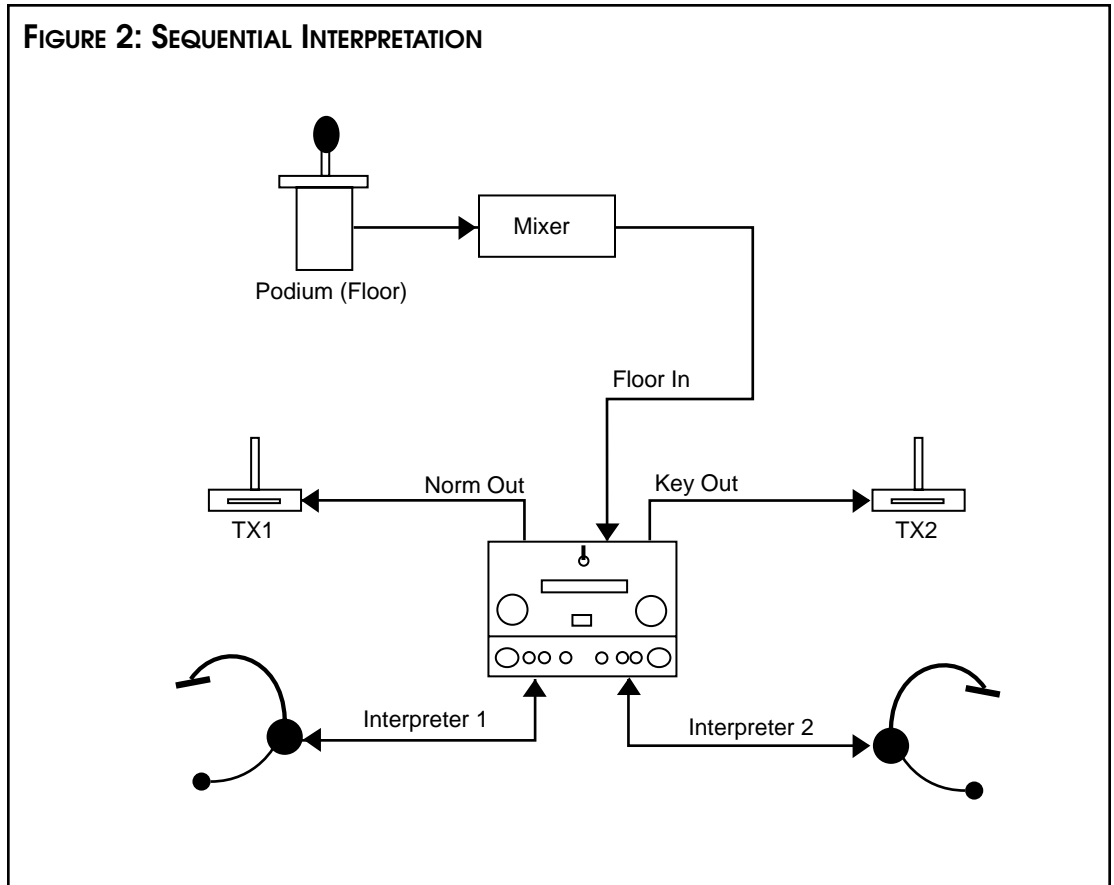 FIGURE 2: SEQUENTIAL INTERPRETATION
Mixer
Podium (Floor)
Floor In
Norm Out
Key Out
TX1
TX2
Interpreter 1
Interpreter 2